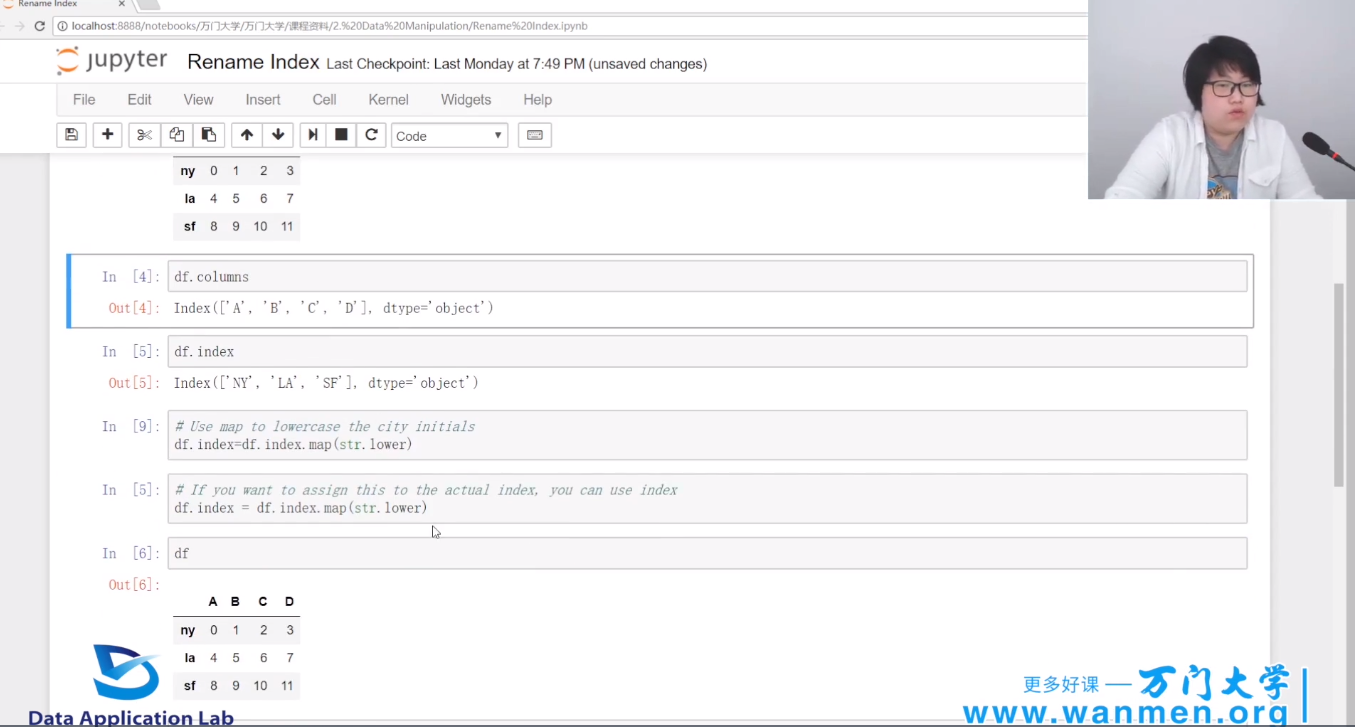 Rename Index
localhost:8888/notebooks/万门大学/万门大学/课程资料/2.%20Data%20Manipulation/Rename%20Index.ipynb
jupyter Rename Index Last Checkpoint: Last Monday at 7:49 PM (unsaved changes)
File Edit View Insert Cell Kernel Widgets Help
Code
ny 0 1 2 3
la 4 5 6 7
sf 8 9 10 11
In [4]: df.columns
Out[4]: Index(['A', 'B', 'C', 'D'], dtype='object')
In [5]: df.index
Out[5]: Index(['NY', 'LA', 'SF'], dtype='object')
In [9]: # Use map to lowercase the city initials
df.index=df.index.map(str.lower)
In [5]: # If you want to assign this to the actual index, you can use index
df.index = df.index.map(str.lower)
In [6]: df
Out[6]:
A B C D
ny 0 1 2 3
la 4 5 6 7
sf 8 9 10 11
Data Application Lab
更多好课 — 万门大学
www.wanmen.org